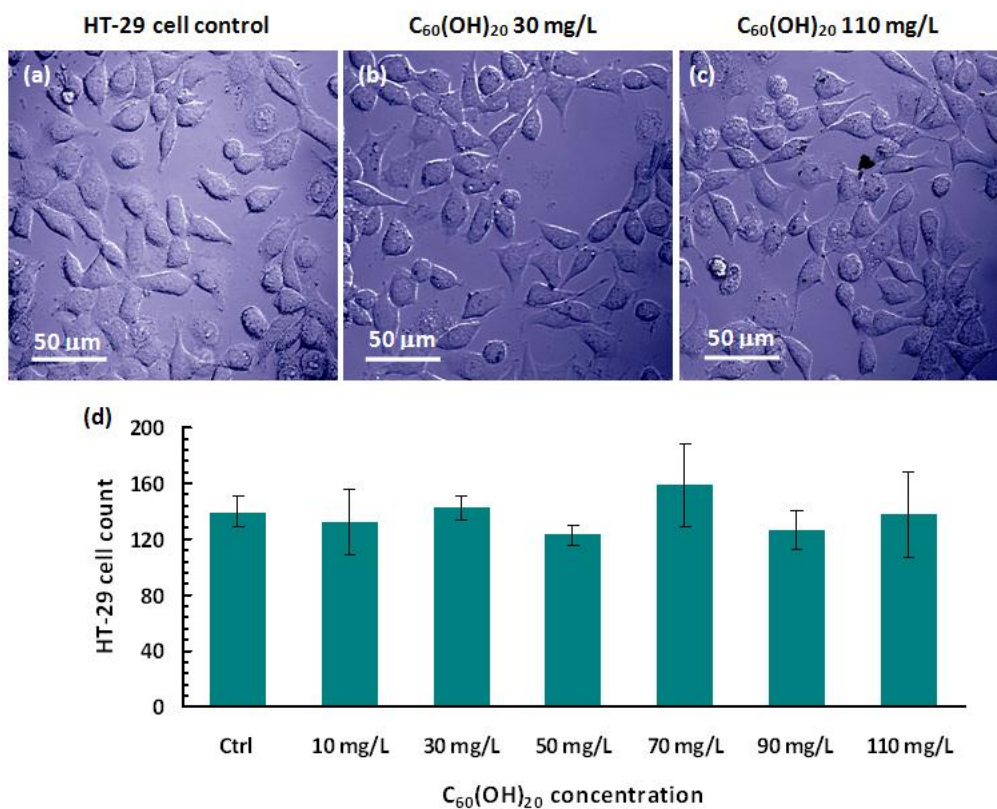 HT-29 cell control
C₆₀(OH)₂₀ 30 mg/L
C₆₀(OH)₂₀ 110 mg/L
(a)
(b)
(c)
50 μm
50 μm
50 μm
(d)
200
160
120
80
40
0
HT-29 cell count
Ctrl 10 mg/L 30 mg/L 50 mg/L 70 mg/L 90 mg/L 110 mg/L
C₆₀(OH)₂₀ concentration